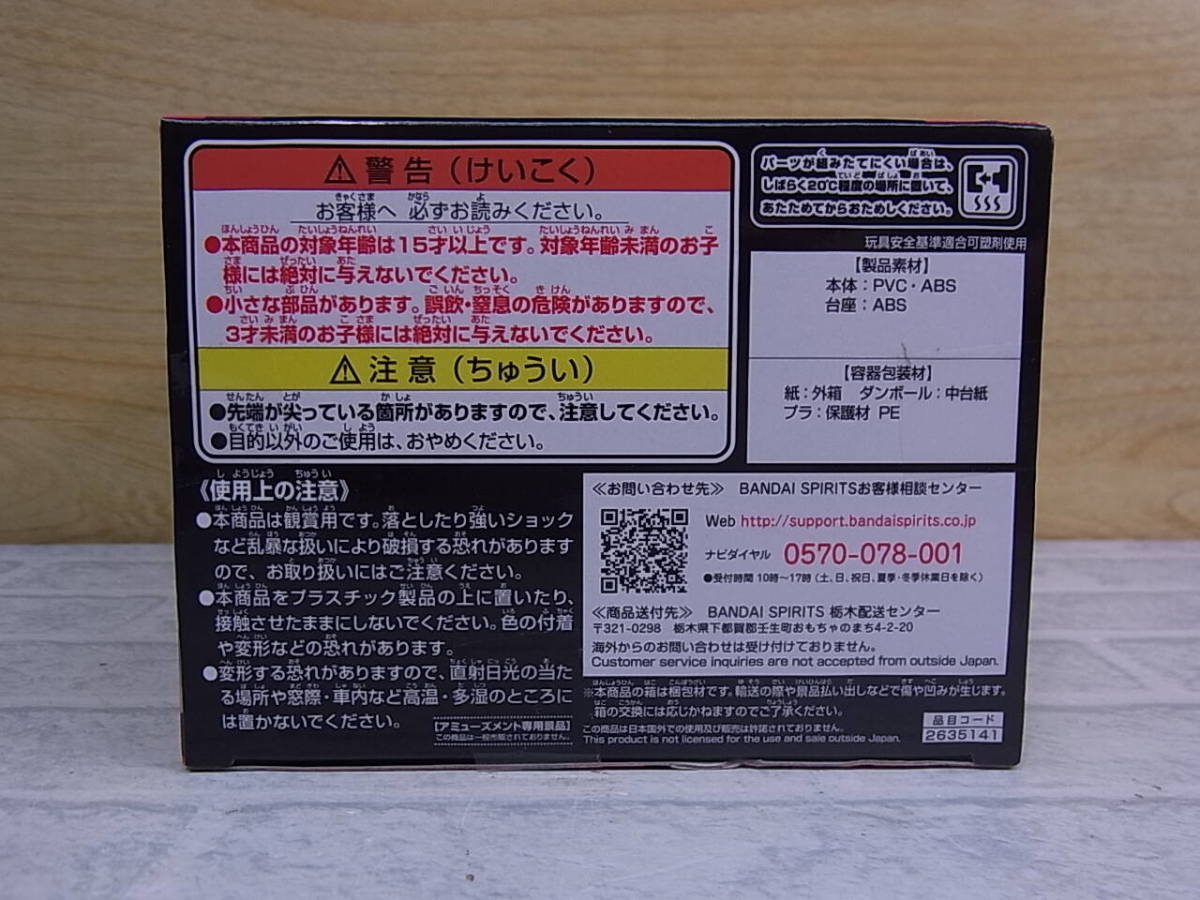 ⚠警告（けいこく）
お客様へ 必ずお読みください。
●本商品の対象年齢は15才以上です。対象年齢未満のお子
様には絶対に与えないでください。
●小さな部品があります。誤飲・窒息の危険がありますので、
3才未満のお子様には絶対に与えないでください。
⚠注意（ちゅうい）
●先端が尖っている箇所がありますので、注意してください。
●目的以外のご使用は、おやめください。
パーツが組みたてにくい場合は、
しばらく20℃程度の場所に置いて、
あたためてからおためしください。
玩具安全基準適合可塑剤使用
【製品素材】
本体：PVC・ABS
台座：ABS
【容器包装材】
紙：外箱 ダンボール：中台紙
プラ：保護材 PE
《使用上の注意》
●本商品は観賞用です。落としたり強いショック
など乱暴な扱いにより破損する恐れがあります
ので、お取り扱いにはご注意ください。
●本商品をプラスチック製品の上に置いたり、
接触させたままにしないでください。色の付着
や変形などの恐れがあります。
●変形する恐れがありますので、直射日光の当た
る場所や窓際・車内など高温・多湿のところに
は置かないでください。
【アミューズメント専用景品】
この商品は一般市販されておりません。
≪お問い合わせ先≫ BANDAI SPIRITSお客様相談センター
Web http://support.bandaispirits.co.jp
ナビダイヤル 0570-078-001
●受付時間 10時～17時（土、日、祝日、夏季・冬季休業日を除く）
≪商品送付先≫ BANDAI SPIRITS 栃木配送センター
〒321-0298 栃木県下都賀郡壬生町おもちゃのまち4-2-20
海外からのお問い合わせは受け付けておりません。
Customer service inquiries are not accepted from outside Japan.
※本商品の箱は梱包材です。輸送の際や景品払い出しなどで傷や凹みが生じます。
箱の交換には応じかねますのでご了承ください。
この商品は日本国外での使用及び販売は許諾されておりません。
This product is not licensed for the use and sale outside Japan.
品目コード
2635141